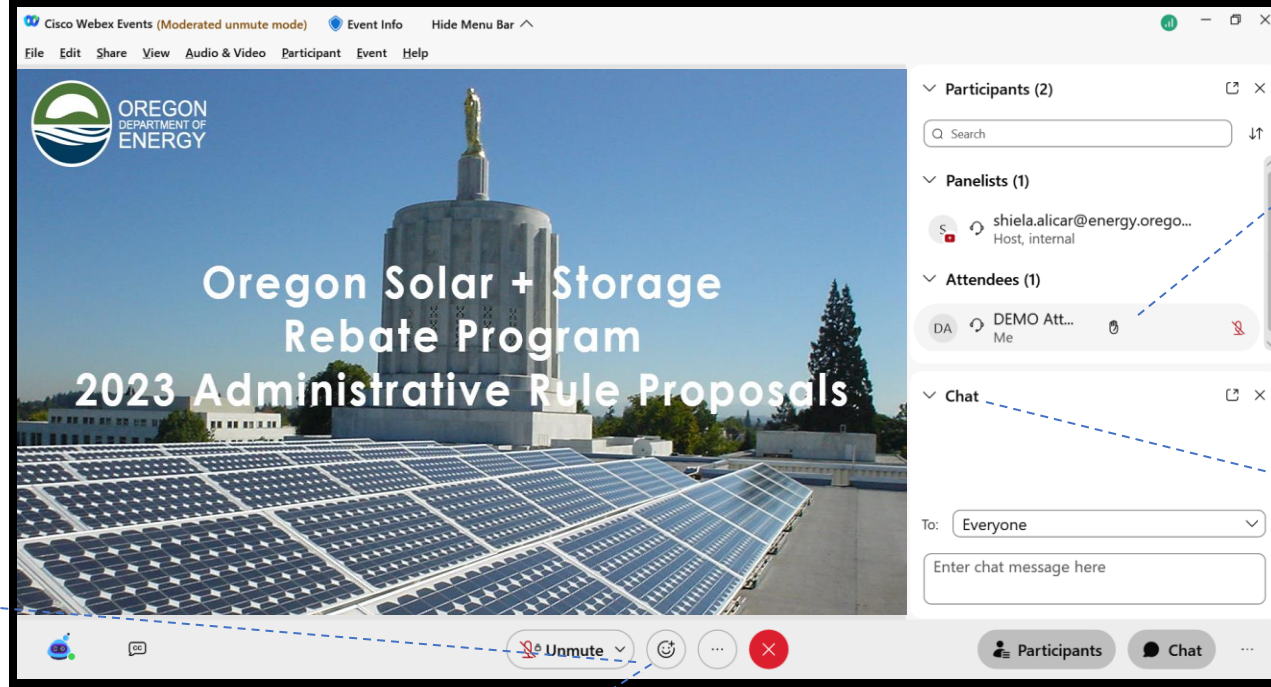 Cisco Webex Events (Moderated unmute mode) Event Info Hide Menu Bar
File Edit Share View Audio & Video Participant Event Help
OREGON
DEPARTMENT OF
ENERGY
Oregon Solar + Storage
Rebate Program
2023 Administrative Rule Proposals
Participants (2)
Search
Panelists (1)
S
shiela.alicar@energy.orego...
Host, internal
Attendees (1)
DA
DEMO Att...
Me
Chat
To: Everyone
Enter chat message here
CC
Unmute
Participants
Chat